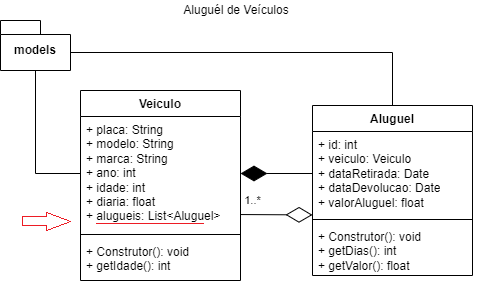 Aluguél de Veículos
models
Veiculo
+ placa: String
+ modelo: String
+ marca: String
+ ano: int
+ idade: int
+ diaria: float
+ alugueis: List<Aluguel>
+ Construtor(): void
+ getIdade(): int
1..*
Aluguel
+ id: int
+ veiculo: Veiculo
+ dataRetirada: Date
+ dataDevolucao: Date
+ valorAluguel: float
+ Construtor(): void
+ getDias(): int
+ getValor(): float